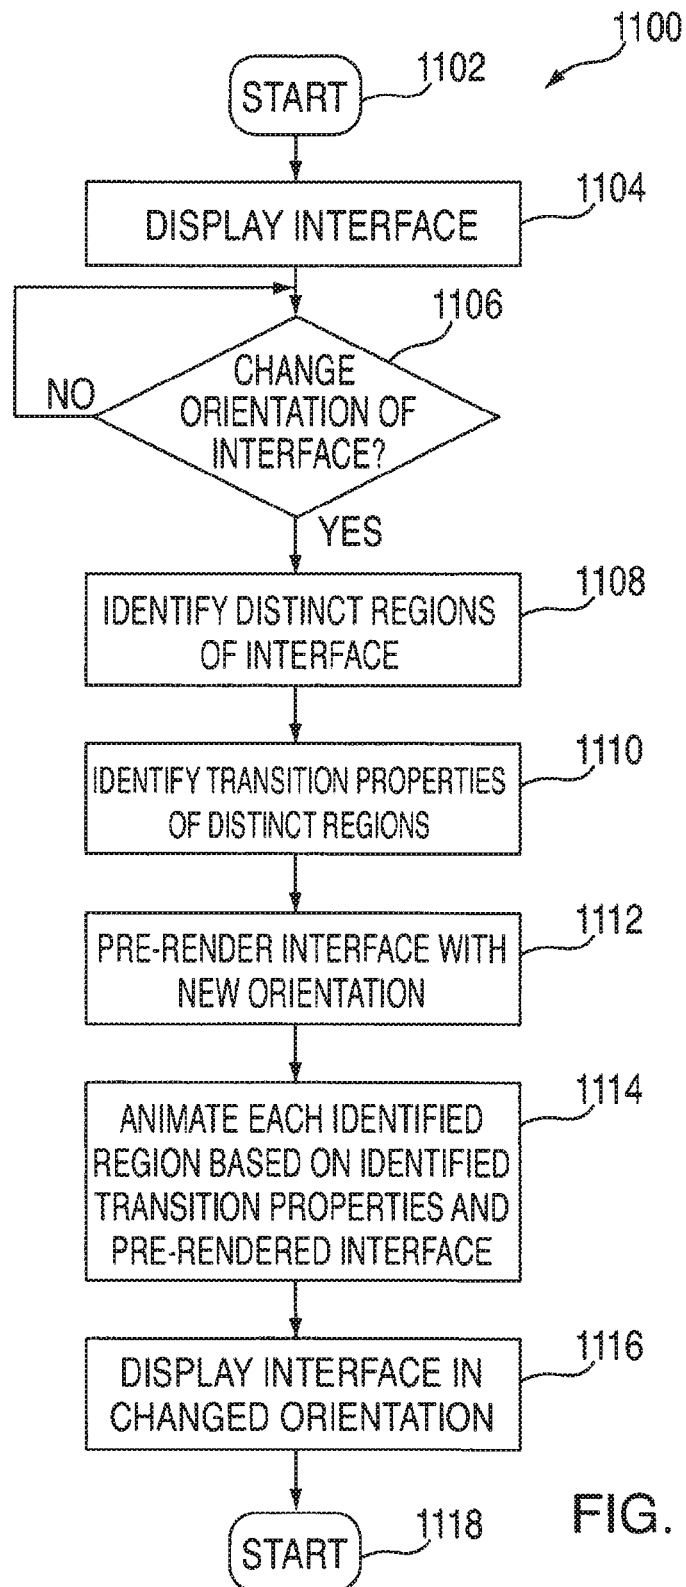 1100
1102
START
1104
DISPLAY INTERFACE
1106
CHANGE
ORIENTATION OF
INTERFACE?
NO
YES
1108
IDENTIFY DISTINCT REGIONS
OF INTERFACE
1110
IDENTIFY TRANSITION PROPERTIES
OF DISTINCT REGIONS
1112
PRE-RENDER INTERFACE WITH
NEW ORIENTATION
1114
ANIMATE EACH IDENTIFIED
REGION BASED ON IDENTIFIED
TRANSITION PROPERTIES AND
PRE-RENDERED INTERFACE
1116
DISPLAY INTERFACE IN
CHANGED ORIENTATION
1118
START
FIG.